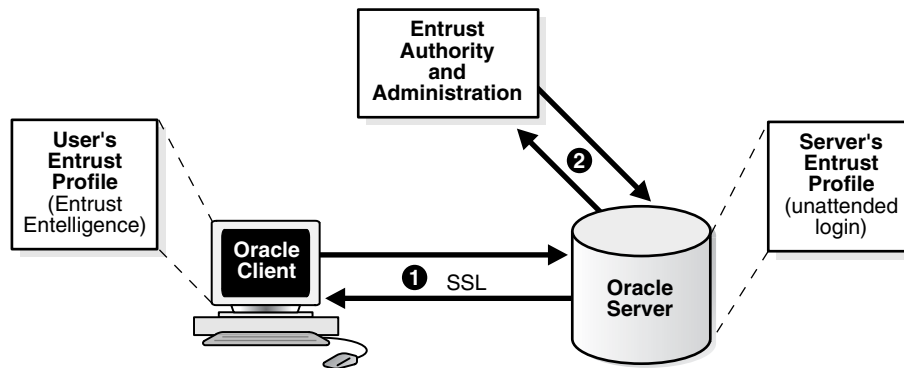 Entrust
Authority
and
Administration
User's
Entrust
Profile
(Entrust
Entelligence)
Server's
Entrust
Profile
(unattended
login)
Oracle
Client
Oracle
Server
1 SSL
2